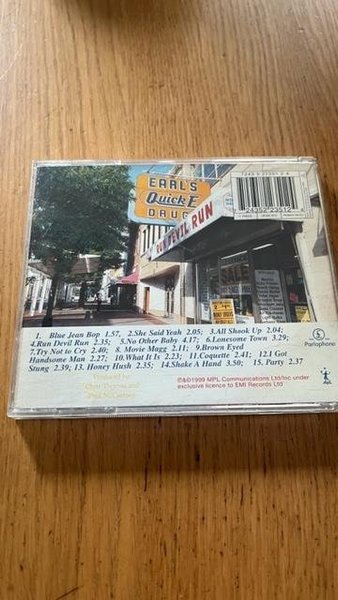 EARL'S
Quick E
DRUG
RUN DEVIL RUN
SALE
24352 23512
1. Blue Jean Bop 1.57, 2.She Said Yeah 2.05; 3.All Shook Up 2.04;
4.Run Devil Run 2.35; 5.No Other Baby 4.17; 6.Lonesome Town 3.29;
7.Try Not to Cry 2.40; 8. Movie Magg 2.11; 9.Brown Eyed
Handsome Man 2.27; 10.What It Is 2.23; 11.Coquette 2.41; 12.I Got
Stung 2.39; 13. Honey Hush 2.35; 14.Shake A Hand 3.50; 15. Party 2.37
Parlophone
℗&©1999 MPL Communications Ltd/Inc under
exclusive licence to EMI Records Ltd